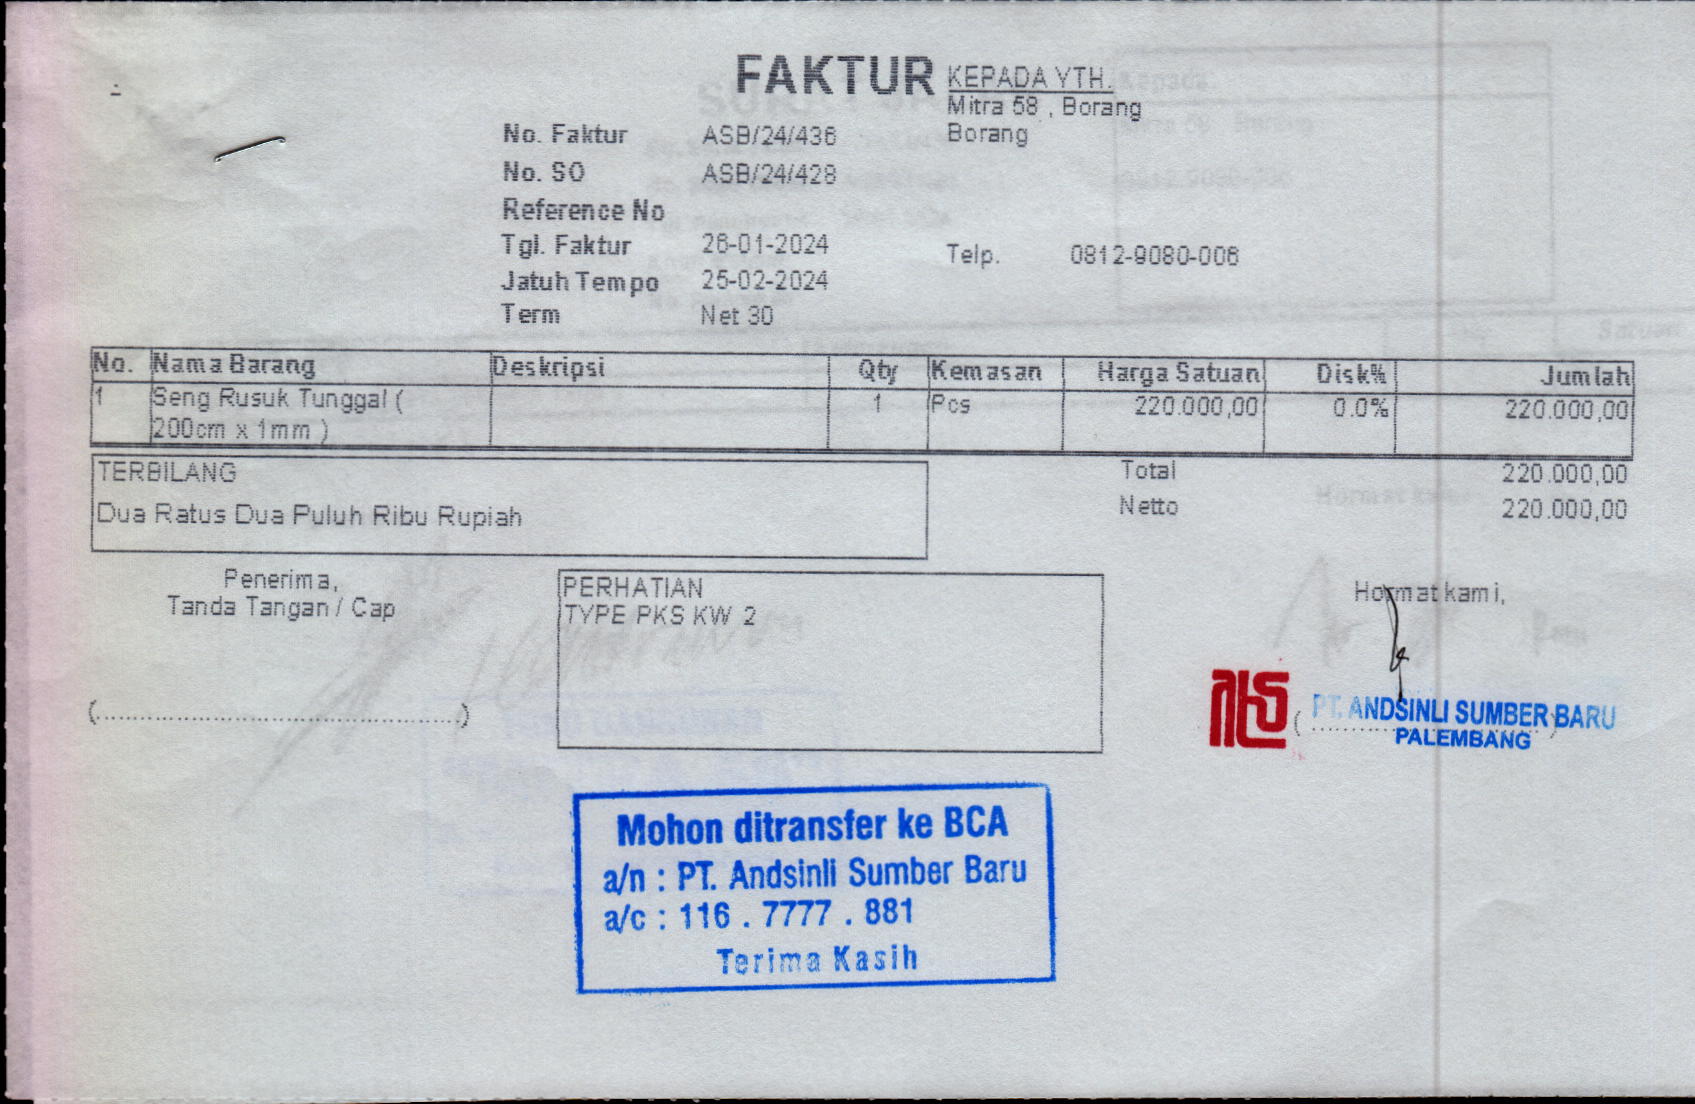 FAKTUR
KEPADA YTH.
Mitra 58 , Borang
Borang
No. Faktur ASB/24/436
No. SO ASB/24/428
Reference No
Tgl. Faktur 26-01-2024
Telp. 0812-9080-006
Jatuh Tempo 25-02-2024
Term Net 30
No. Nama Barang Deskripsi Qty Kemasan Harga Satuan Disk% Jumlah
1 Seng Rusuk Tunggal ( 1 Pcs 220.000,00 0.0% 220.000,00
200cm x 1mm )
TERBILANG
Dua Ratus Dua Puluh Ribu Rupiah
Total 220.000,00
Netto 220.000,00
Penerima,
Tanda Tangan / Cap
(..........................................................)
PERHATIAN
TYPE PKS KW 2
Hormat kami,
PT. ANDSINLI SUMBER BARU
PALEMBANG
Mohon ditransfer ke BCA
a/n : PT. Andsinli Sumber Baru
a/c : 116 . 7777 . 881
Terima Kasih